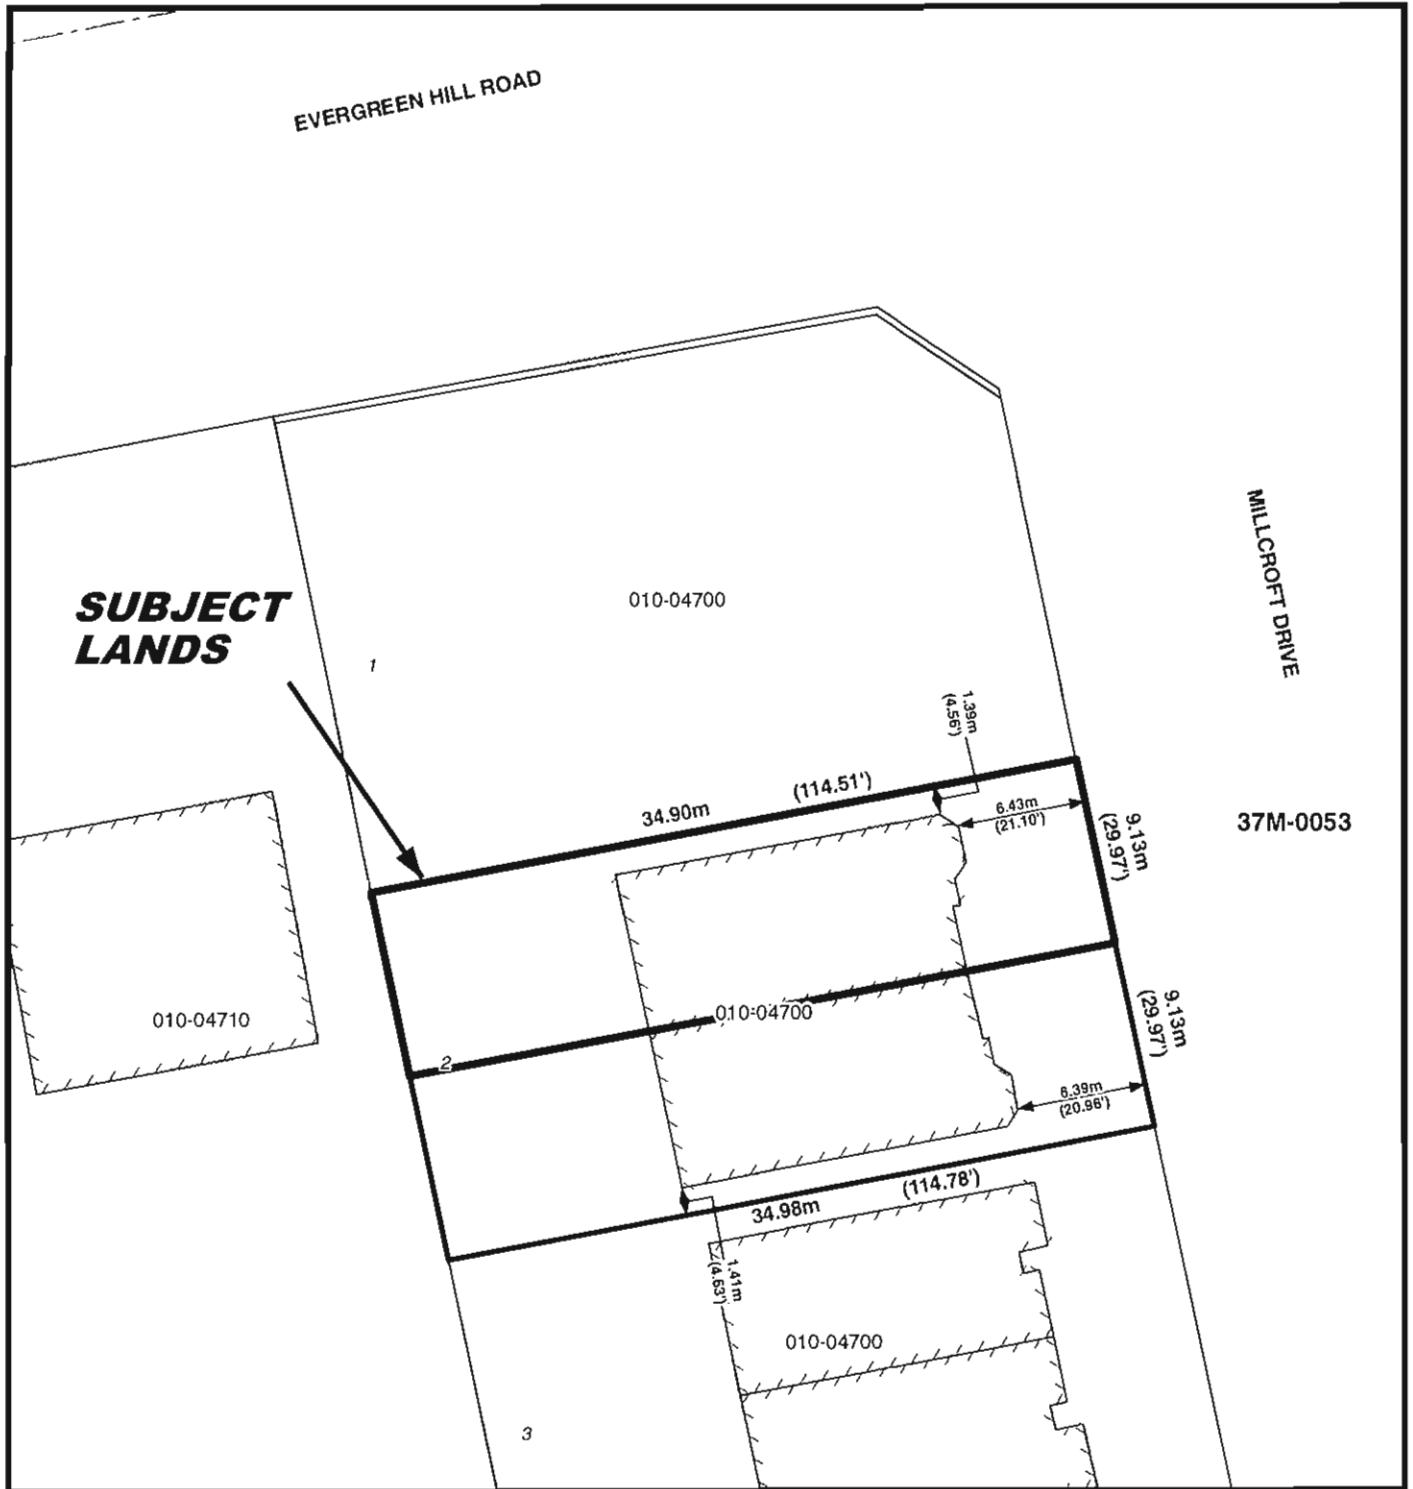 EVERGREEN HILL ROAD
MILLCROFT DRIVE
SUBJECT
LANDS
010-04700
1
1.39m
(4.56')
34.90m
(114.51')
6.43m
(21.10')
9.13m
(29.97')
37M-0053
010-04710
010-04700
2
9.13m
(29.97')
6.39m
(20.96')
34.98m
(114.78')
1.41m
(4.63')
010-04700
3